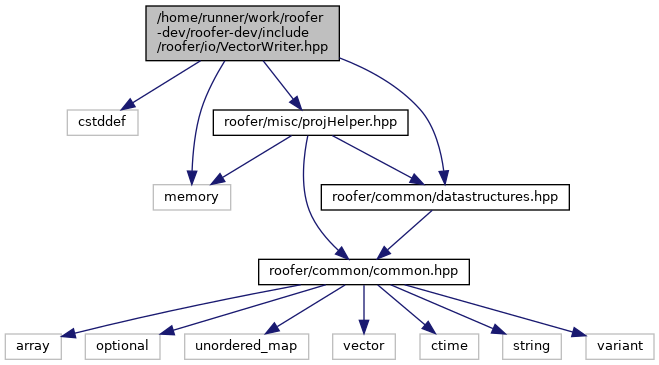 /home/runner/work/roofer
-dev/roofer-dev/include
/roofer/io/VectorWriter.hpp
cstddef
roofer/misc/projHelper.hpp
memory
roofer/common/datastructures.hpp
roofer/common/common.hpp
array
optional
unordered_map
vector
ctime
string
variant